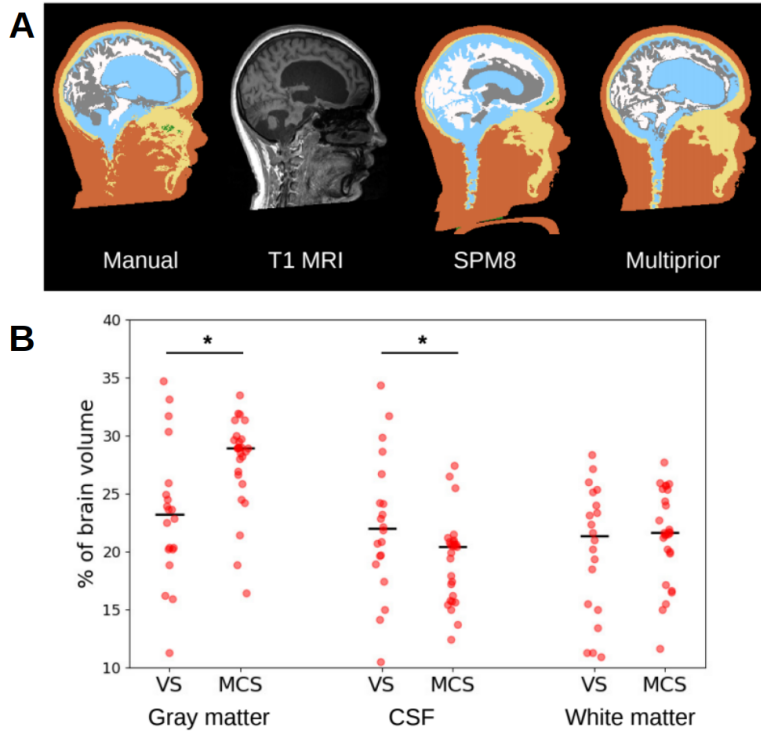 A
Manual T1 MRI SPM8 Multiprior
B
% of brain volume
40
35
30
25
20
15
10
* *
VS MCS VS MCS VS MCS
Gray matter CSF White matter